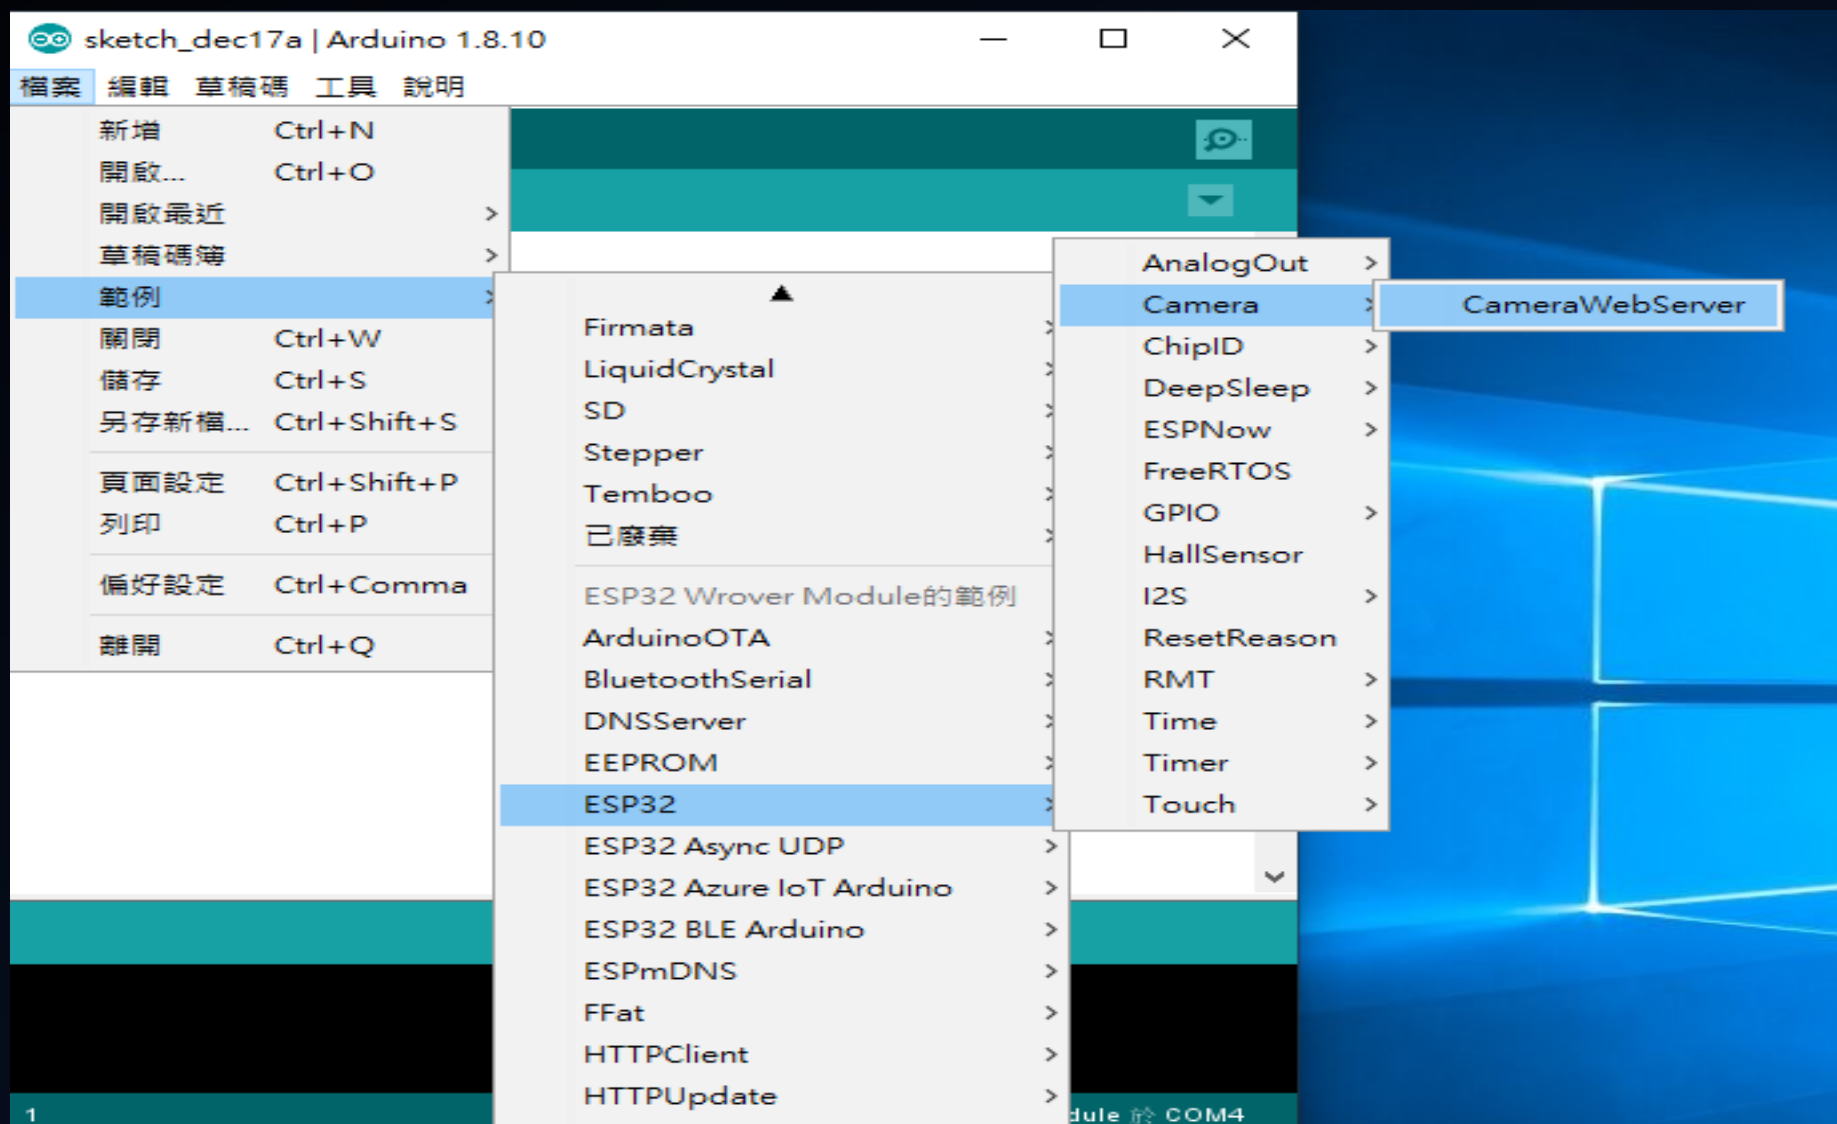 sketch_dec17a | Arduino 1.8.10
檔案 編輯 草稿碼 工具 說明
新增 Ctrl+N
開啟... Ctrl+O
開啟最近
草稿碼簿
範例
關閉 Ctrl+W
儲存 Ctrl+S
另存新檔... Ctrl+Shift+S
頁面設定 Ctrl+Shift+P
列印 Ctrl+P
偏好設定 Ctrl+Comma
離開 Ctrl+Q
Firmata
LiquidCrystal
SD
Stepper
Temboo
已廢棄
ESP32 Wrover Module的範例
ArduinoOTA
BluetoothSerial
DNSServer
EEPROM
ESP32
ESP32 Async UDP
ESP32 Azure IoT Arduino
ESP32 BLE Arduino
ESPmDNS
FFat
HTTPClient
HTTPUpdate
AnalogOut
Camera
ChipID
DeepSleep
ESPNow
FreeRTOS
GPIO
HallSensor
I2S
ResetReason
RMT
Time
Timer
Touch
CameraWebServer
1
dule 於 COM4